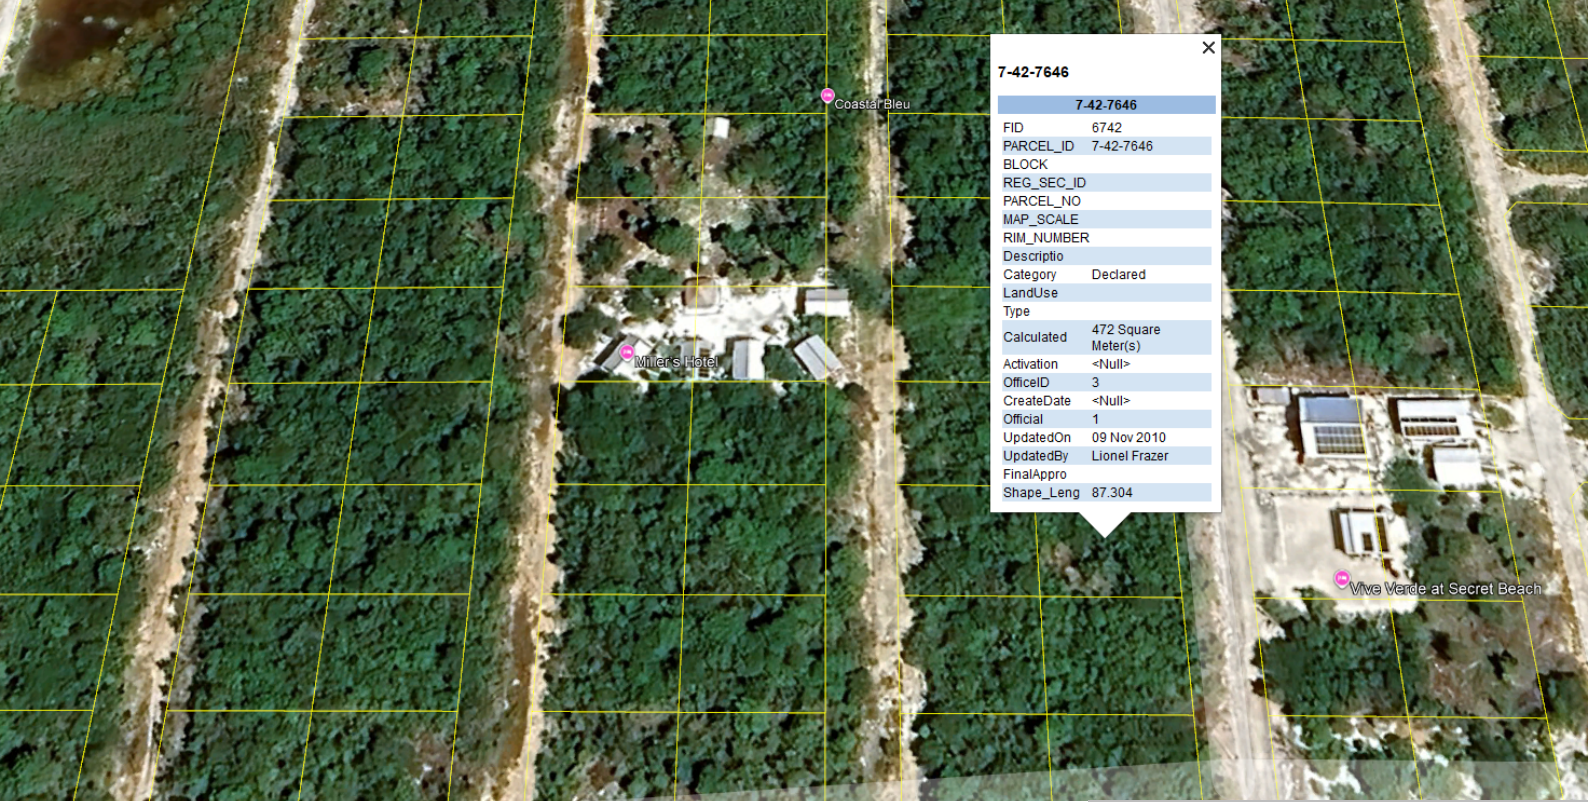 7-42-7646
7-42-7646
FID 6742
PARCEL_ID 7-42-7646
BLOCK
REG_SEC_ID
PARCEL_NO
MAP_SCALE
RIM_NUMBER
Descriptio
Category Declared
LandUse
Type
Calculated 472 Square
Meter(s)
Activation <Null>
OfficeID 3
CreateDate <Null>
Official 1
UpdatedOn 09 Nov 2010
UpdatedBy Lionel Frazer
FinalAppro
Shape_Leng 87.304
Coastal Bleu
Miller's Hotel
Vive Verde at Secret Beach